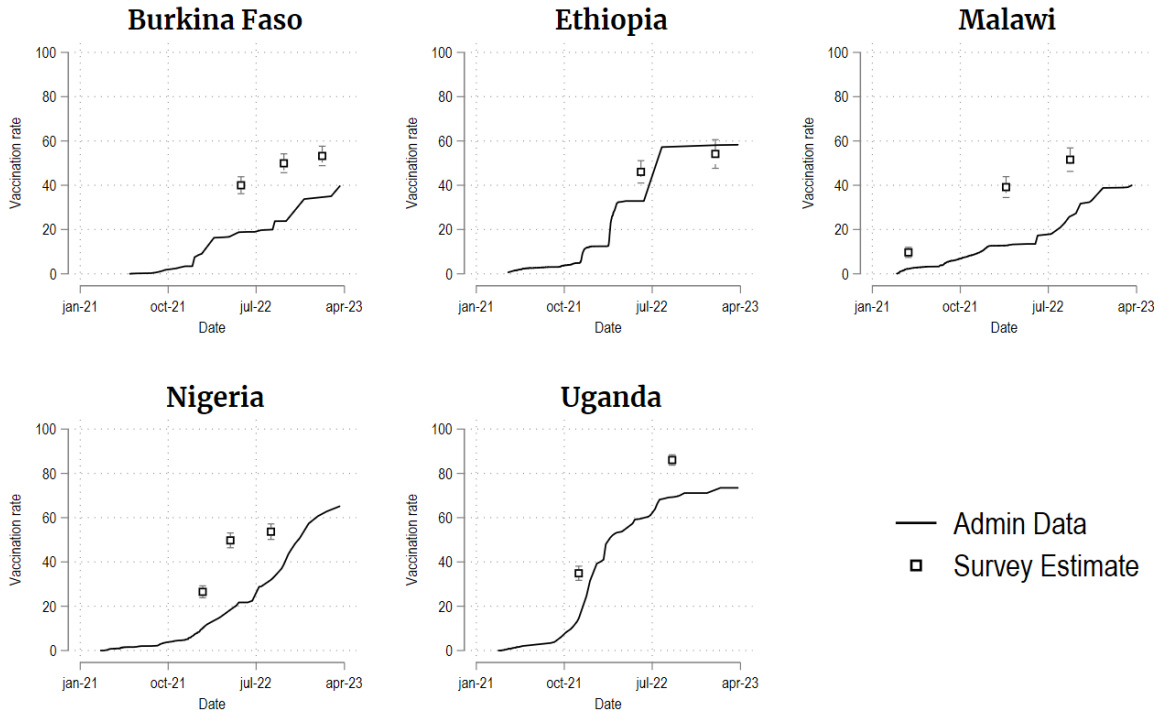 Burkina Faso
Vaccination rate
100
80
60
40
20
0
jan-21 oct-21 jul-22 apr-23
Date
Ethiopia
Vaccination rate
100
80
60
40
20
0
jan-21 oct-21 jul-22 apr-23
Date
Malawi
Vaccination rate
100
80
60
40
20
0
jan-21 oct-21 jul-22 apr-23
Date
Nigeria
Vaccination rate
100
80
60
40
20
0
jan-21 oct-21 jul-22 apr-23
Date
Uganda
Vaccination rate
100
80
60
40
20
0
jan-21 oct-21 jul-22 apr-23
Date
Admin Data
Survey Estimate